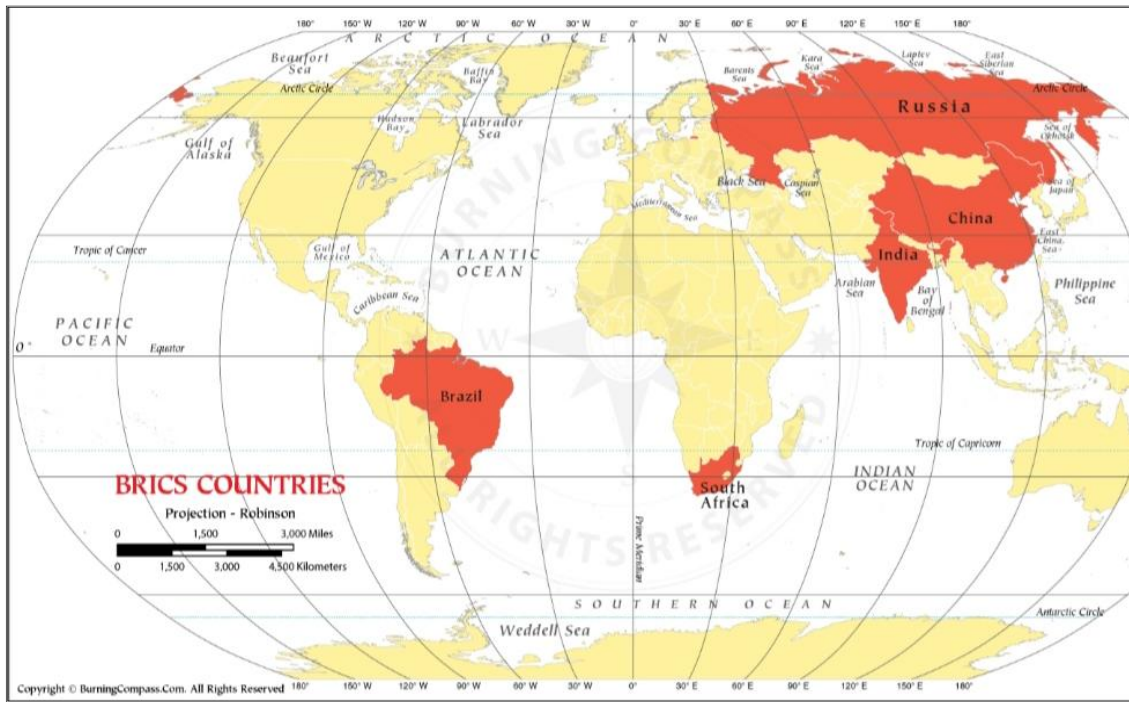 180° 150° W 120° W 90° W 60° W 30° W 0° 30° E 60° E 90° E 120° E 150° E 180°
A R C T I C O C E A N
Beaufort
Sea
Baffin
Bay
Barents
Sea
Kara
Sea
Laptev
Sea
East
Siberian
Sea
Arctic Circle
Arctic Circle
Russia
Hudson
Bay
Labrador
Sea
Gulf of
Alaska
Sea of
Okhotsk
Black Sea
Caspian
Sea
Sea of
Japan
Mediterranean Sea
China
East
China
Sea
Tropic of Cancer
Gulf of
Mexico
ATLANTIC
OCEAN
India
Arabian
Sea
Bay
of
Bengal
Philippine
Sea
Caribbean Sea
PACIFIC
OCEAN
0°
Equator
W
E
Brazil
Tropic of Capricorn
INDIAN
OCEAN
South
Africa
S
BRICS COUNTRIES
Projection - Robinson
0 1,500 3,000 Miles
0 1,500 3,000 4,500 Kilometers
Prime Meridian
BURNING COMPASS
RIGHTS RESERVED
SOUTHERN OCEAN
Antarctic Circle
Weddell Sea
Copyright © BurningCompass.Com. All Rights Reserved
180° 150° W 120° W 90° W 60° W 30° W 0° 30° E 60° E 90° E 120° E 150° E 180°